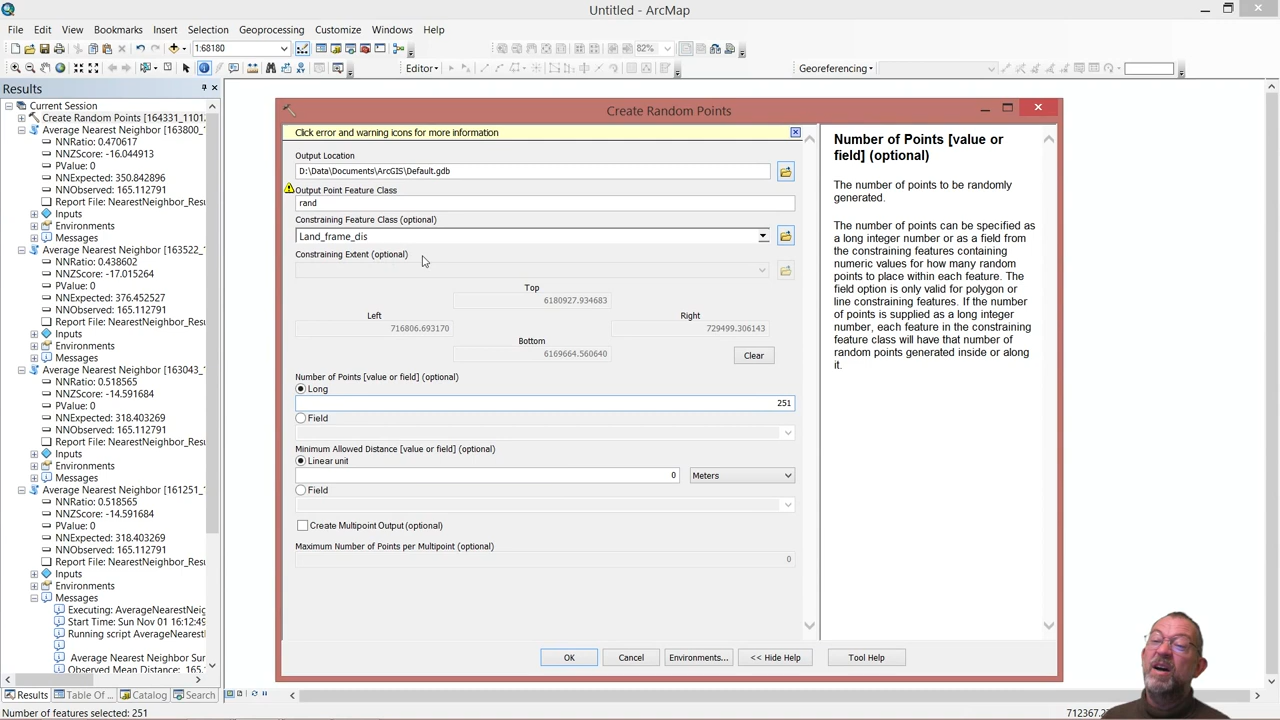 Untitled - ArcMap
File Edit View Bookmarks Insert Selection Geoprocessing Customize Windows Help
1:68180
82%
Editor
Georeferencing
Results
Current Session
Create Random Points [164331_1101
Average Nearest Neighbor [163800_
NNRatio: 0.470617
NNZScore: -16.044913
PValue: 0
NNExpected: 350.842896
NNObserved: 165.112791
Report File: NearestNeighbor_Resu
Inputs
Environments
Messages
Average Nearest Neighbor [163522_
NNRatio: 0.438602
NNZScore: -17.015264
PValue: 0
NNExpected: 376.452527
NNObserved: 165.112791
Report File: NearestNeighbor_Resu
Inputs
Environments
Messages
Average Nearest Neighbor [163043_
NNRatio: 0.518565
NNZScore: -14.591684
PValue: 0
NNExpected: 318.403269
NNObserved: 165.112791
Report File: NearestNeighbor_Resu
Inputs
Environments
Messages
Average Nearest Neighbor [161251_
NNRatio: 0.518565
NNZScore: -14.591684
PValue: 0
NNExpected: 318.403269
NNObserved: 165.112791
Report File: NearestNeighbor_Resu
Inputs
Environments
Messages
Executing: AverageNearestNeig
Start Time: Sun Nov 01 16:12:49
Running script AverageNearest
Average Nearest Neighbor Sur
Observed Mean Distance: 165.
Results Table Of ... Catalog Search
Number of features selected: 251
Create Random Points
Click error and warning icons for more information
Output Location
D:\Data\Documents\ArcGIS\Default.gdb
Output Point Feature Class
rand
Constraining Feature Class (optional)
Land_frame_dis
Constraining Extent (optional)
Top
6180927.934683
Left Right
716806.693170 729499.306143
Bottom
6169664.560640
Clear
Number of Points [value or field] (optional)
Long
251
Field
Minimum Allowed Distance [value or field] (optional)
Linear unit
0 Meters
Field
Create Multipoint Output (optional)
Maximum Number of Points per Multipoint (optional)
0
OK Cancel Environments... << Hide Help Tool Help
Number of Points [value or
field] (optional)
The number of points to be randomly
generated.
The number of points can be specified as
a long integer number or as a field from
the constraining features containing
numeric values for how many random
points to place within each feature. The
field option is only valid for polygon or
line constraining features. If the number
of points is supplied as a long integer
number, each feature in the constraining
feature class will have that number of
random points generated inside or along
it.